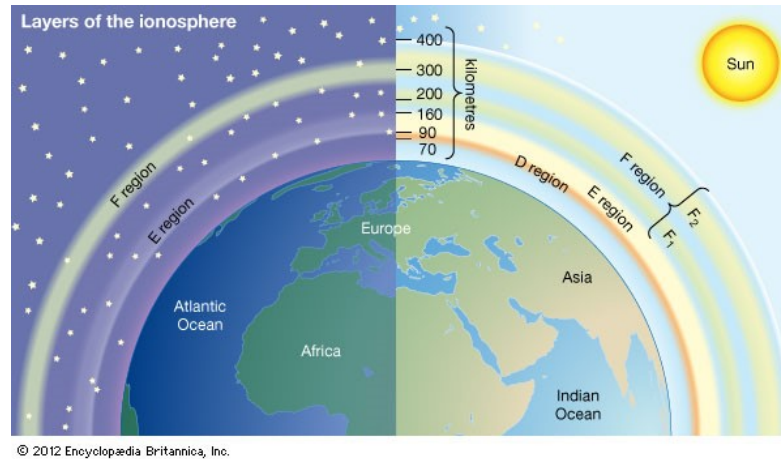 Layers of the ionosphere
400
300
200
160
90
70
kilometres
Sun
F region
E region
D region
E region
F region
F₁
F₂
Europe
Atlantic
Ocean
Africa
Asia
Indian
Ocean
© 2012 Encyclopædia Britannica, Inc.